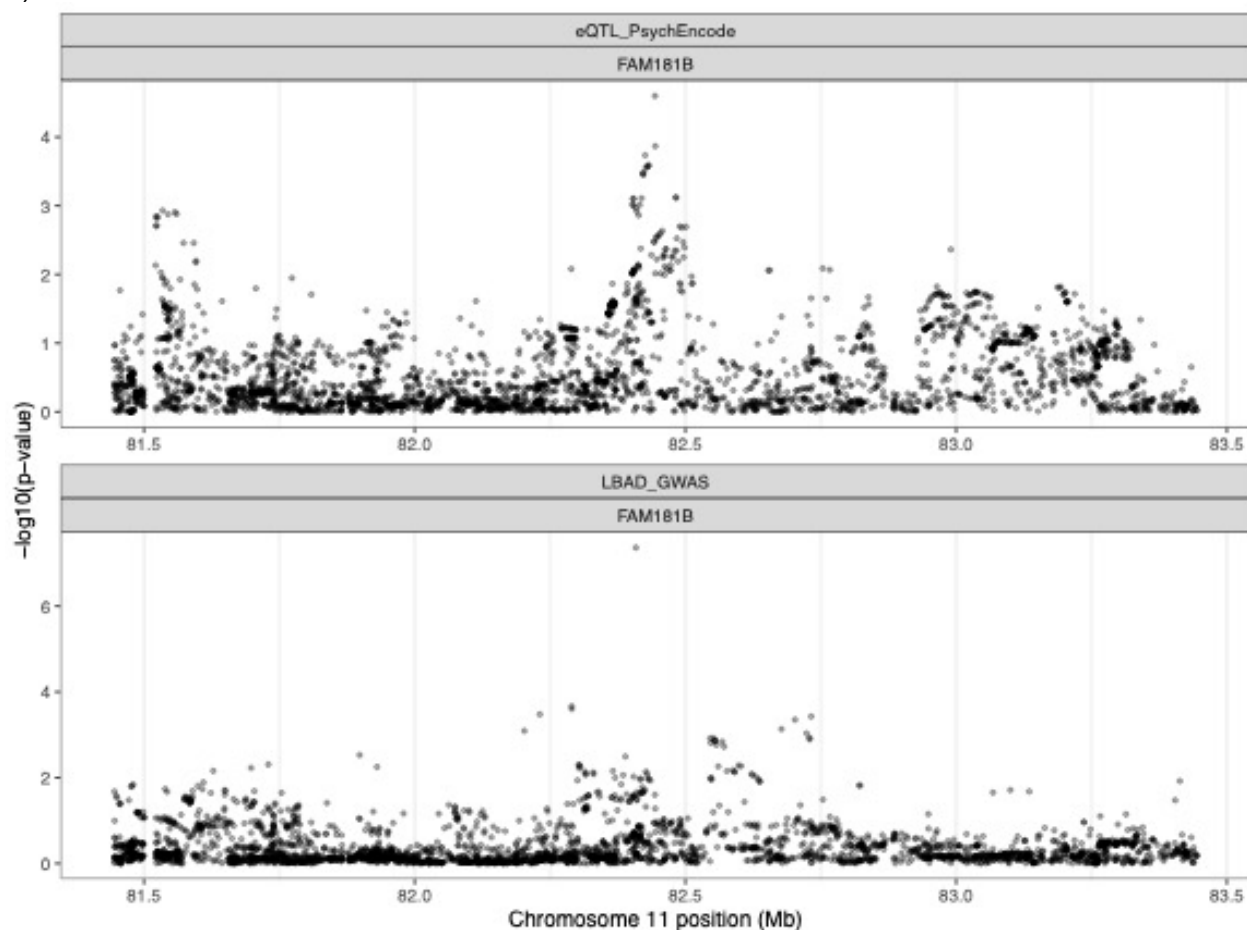 eQTL_PsychEncode
FAM181B
4
3
2
1
0
81.5 82.0 82.5 83.0 83.5
−log10(p−value)
LBAD_GWAS
FAM181B
6
4
2
0
81.5 82.0 82.5 83.0 83.5
Chromosome 11 position (Mb)